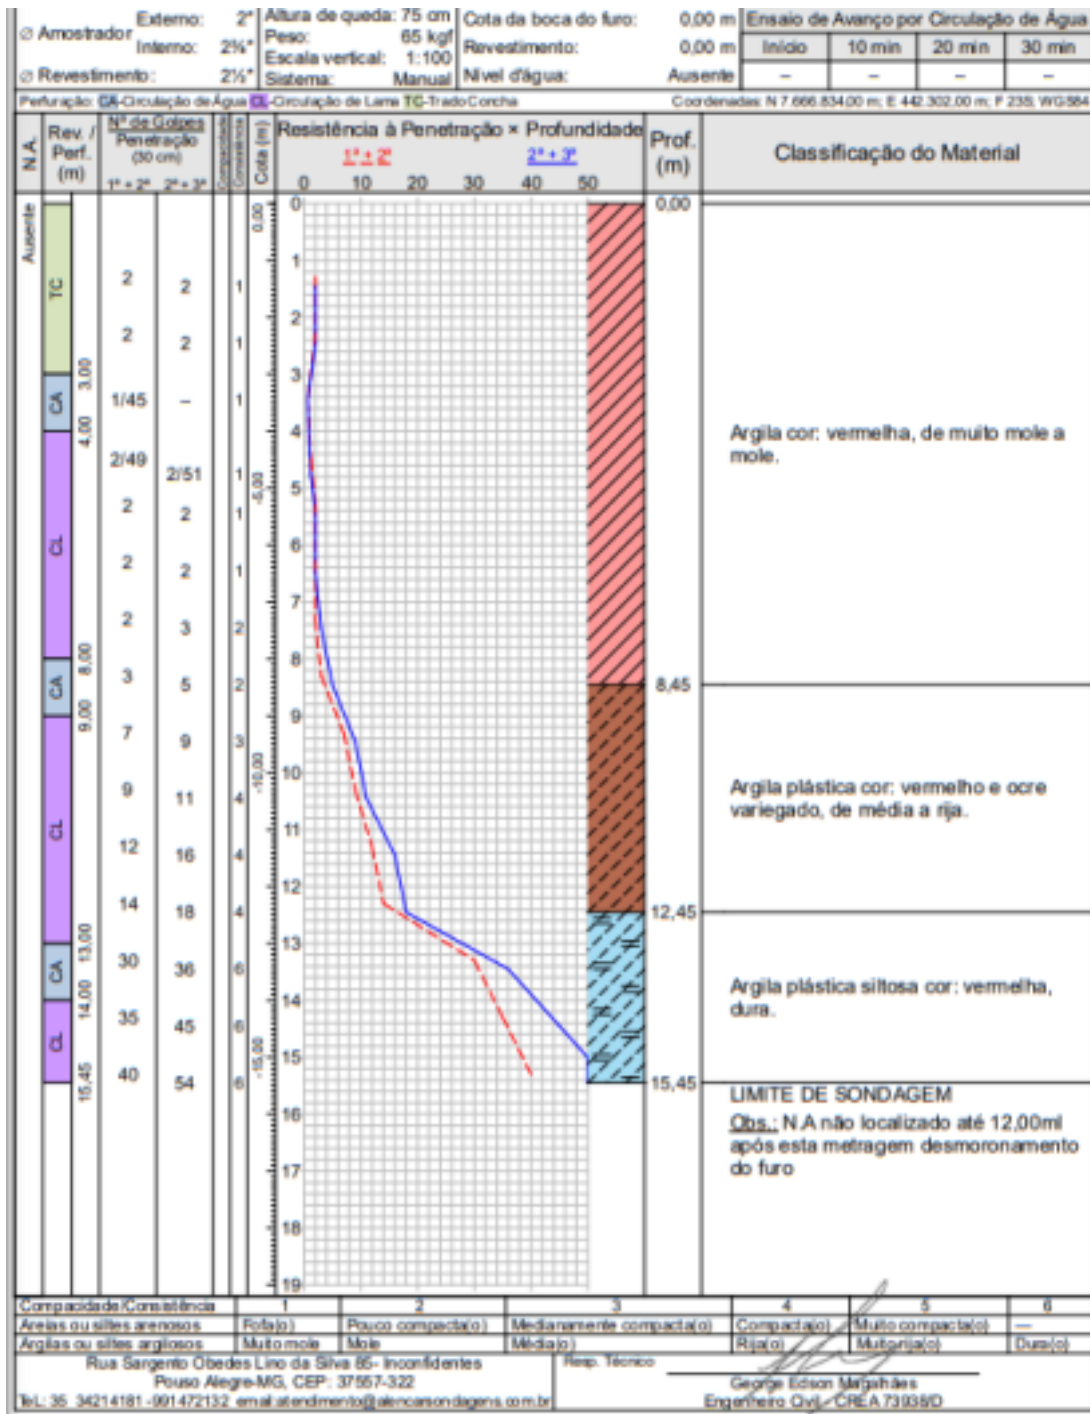 Externo: 2" Altura de queda: 75 cm Cota da boca do furo: 0,00 m Ensaio de Avanço por Circulação de Água
Ø Amostrador Interno: Peso: 65 kgf Revestimento: 0,00 m Início 10 min 20 min 30 min
Escala vertical: 1:100
Ø Revestimento: 2½" Sistema: Manual Nível d'água: Ausente – – – –
Perfuração: CA-Circulação de Água CL-Circulação de Lama TC-Trado Concha Coordenadas: N 7.666.834,00 m; E 442.302,00 m; F 23S; WGS84
N.A. Rev. / Perf. (m) Nº de Golpes Penetração (30 cm) 1ª + 2ª 2ª + 3ª Compacidade Consistência Cota (m)
Resistência à Penetração × Profundidade
1ª + 2ª 2ª + 3ª
0 10 20 30 40 50
Prof. (m) Classificação do Material
Ausente 0,00 0 0,00
1
TC 2 2 1
2
2 2 1
3,00 3
CA 1/45 – 1
4,00 4
Argila cor: vermelha, de muito mole a
mole.
2/49 2/51 1
-5,00 5
2 2 1
6
CL 2 2 1
7
2 3 2
8,00 8
CA 3 5 2 8,45
9,00 9
7 9 3
-10,00 10
9 11 4
Argila plástica cor: vermelho e ocre
variegado, de média a rija.
CL 11
12 16 4
12
14 18 4 12,45
13,00 13
CA 30 36 6
14,00 14
Argila plástica siltosa cor: vermelha,
dura.
35 45 6
CL -15,00 15
40 54 6
15,45 15,45
LIMITE DE SONDAGEM
16
Obs.: N.A não localizado até 12,00ml
após esta metragem desmoronamento
do furo
17
18
19
Compacidade/Consistência 1 2 3 4 5 6
Areias ou siltes arenosos Fofa(o) Pouco compacta(o) Medianamente compacta(o) Compacta(o) Muito compacta(o) —
Argilas ou siltes argilosos Muito mole Mole Média(o) Rija(o) Muito rija(o) Dura(o)
Rua Sargento Obedes Lino da Silva 85- Inconfidentes
Pouso Alegre-MG, CEP: 37557-322
Tel.: 35 34214181 -991472132 email:atendimento@alencarsondagens.com.br
Resp. Técnico
George Edson Magalhães
Engenheiro Civil - CREA 73938/D